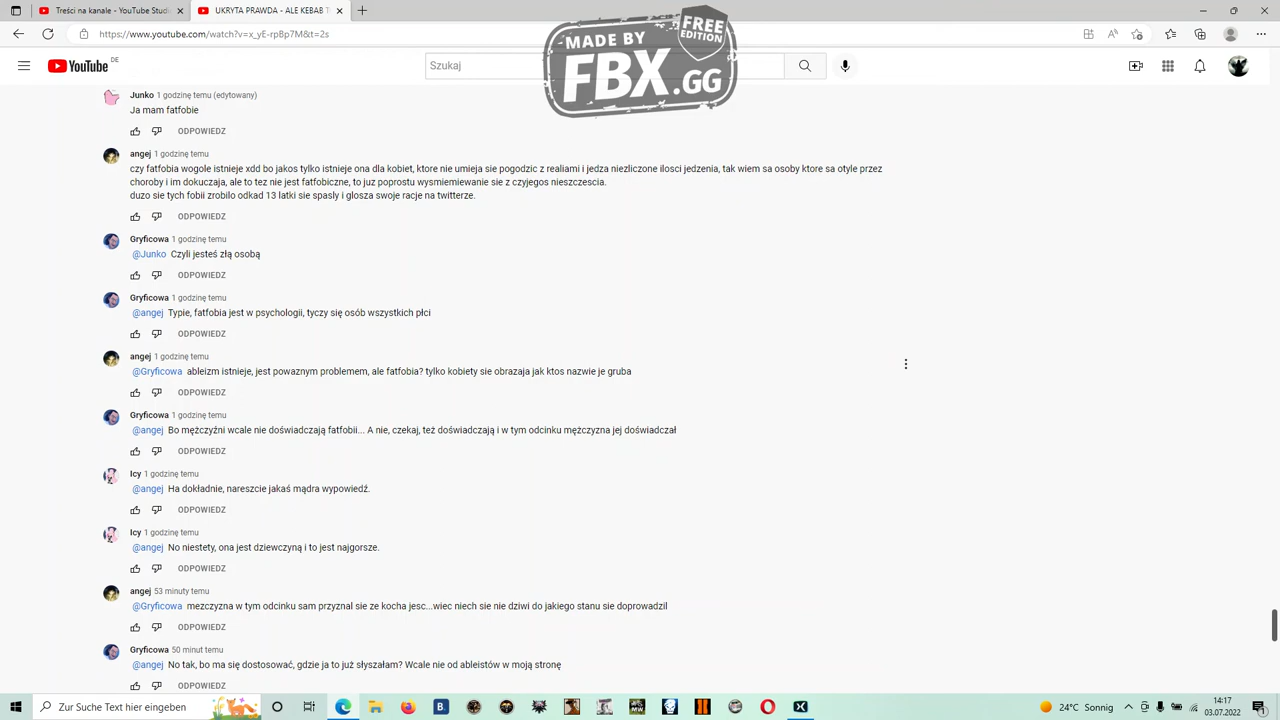 Treści na kanale - YouTube Studi
UKRYTA PRAWDA - ALE KEBAB T
https://www.youtube.com/watch?v=x_yE-rpBp7M&t=2s
MADE BY
FREE
EDITION
FBX.GG
YouTube DE
Szukaj
Junko 1 godzinę temu (edytowany)
Ja mam fatfobie
ODPOWIEDZ
angej 1 godzinę temu
czy fatfobia wogole istnieje xdd bo jakos tylko istnieje ona dla kobiet, ktore nie umieja sie pogodzic z realiami i jedza niezliczone ilosci jedzenia, tak wiem sa osoby ktore sa otyle przez
choroby i im dokuczaja, ale to tez nie jest fatfobiczne, to juz poprostu wysmiemiewanie sie z czyjegos nieszczescia.
duzo sie tych fobii zrobilo odkad 13 latki sie spasly i glosza swoje racje na twitterze.
ODPOWIEDZ
Gryficowa 1 godzinę temu
@Junko Czyli jesteś złą osobą
ODPOWIEDZ
Gryficowa 1 godzinę temu
@angej Typie, fatfobia jest w psychologii, tyczy się osób wszystkich płci
ODPOWIEDZ
angej 1 godzinę temu
@Gryficowa ableizm istnieje, jest powaznym problemem, ale fatfobia? tylko kobiety sie obrazaja jak ktos nazwie je gruba
ODPOWIEDZ
Gryficowa 1 godzinę temu
@angej Bo mężczyźni wcale nie doświadczają fatfobii... A nie, czekaj, też doświadczają i w tym odcinku mężczyzna jej doświadczał
ODPOWIEDZ
Icy 1 godzinę temu
@angej Ha dokładnie, nareszcie jakaś mądra wypowiedź.
ODPOWIEDZ
Icy 1 godzinę temu
@angej No niestety, ona jest dziewczyną i to jest najgorsze.
ODPOWIEDZ
angej 53 minuty temu
@Gryficowa mezczyzna w tym odcinku sam przyznal sie ze kocha jesc...wiec niech sie nie dziwi do jakiego stanu sie doprowadzil
ODPOWIEDZ
Gryficowa 50 minut temu
@angej No tak, bo ma się dostosować, gdzie ja to już słyszałam? Wcale nie od ableistów w moją stronę
ODPOWIEDZ
Zur Suche Text hier eingeben
24°C Sonnig
14:17
03.07.2022